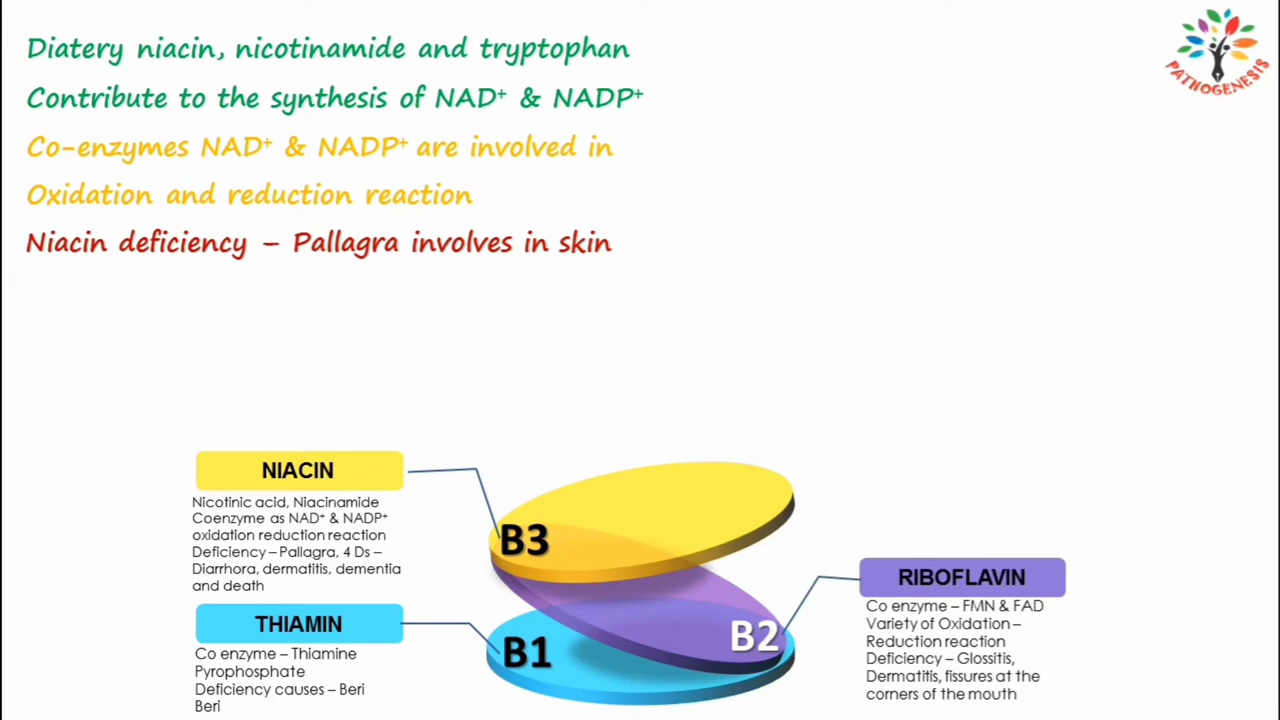 Diatery niacin, nicotinamide and tryptophan
Contribute to the synthesis of NAD⁺ & NADP⁺
Co-enzymes NAD⁺ & NADP⁺ are involved in
Oxidation and reduction reaction
Niacin deficiency – Pallagra involves in skin
PATHOGENESIS
NIACIN
Nicotinic acid, Niacinamide
Coenzyme as NAD⁺ & NADP⁺
oxidation reduction reaction
Deficiency – Pallagra, 4 Ds –
Diarrhora, dermatitis, dementia
and death
B3
THIAMIN
Co enzyme – Thiamine
Pyrophosphate
Deficiency causes – Beri
Beri
B1
RIBOFLAVIN
Co enzyme – FMN & FAD
Variety of Oxidation –
Reduction reaction
Deficiency – Glossitis,
Dermatitis, fissures at the
corners of the mouth
B2